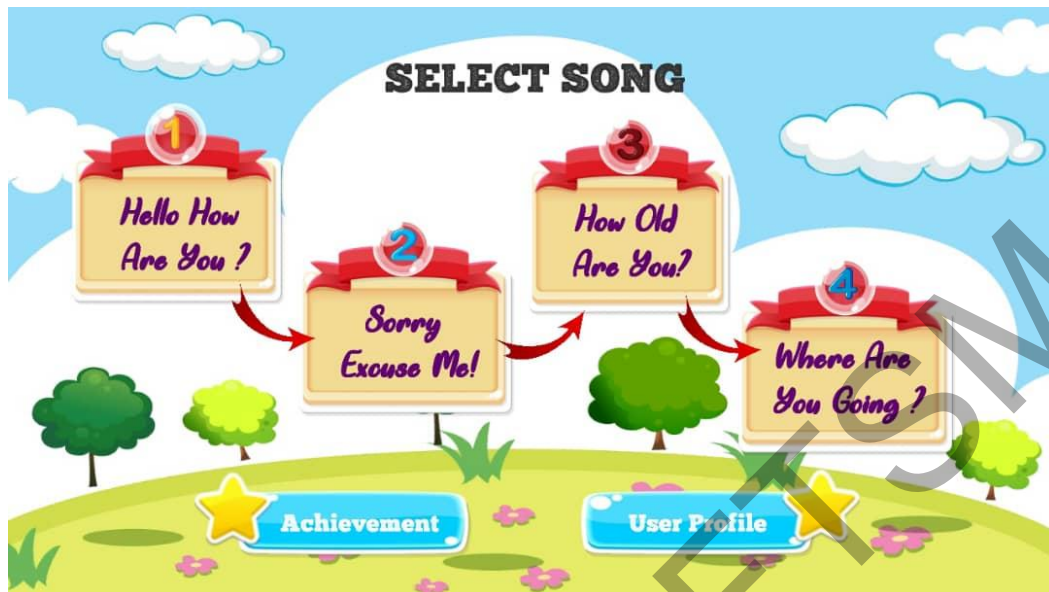 SELECT SONG
1
Hello How
Are You ?
2
Sorry
Excuse Me!
3
How Old
Are You?
4
Where Are
You Going ?
Achievement
User Profile